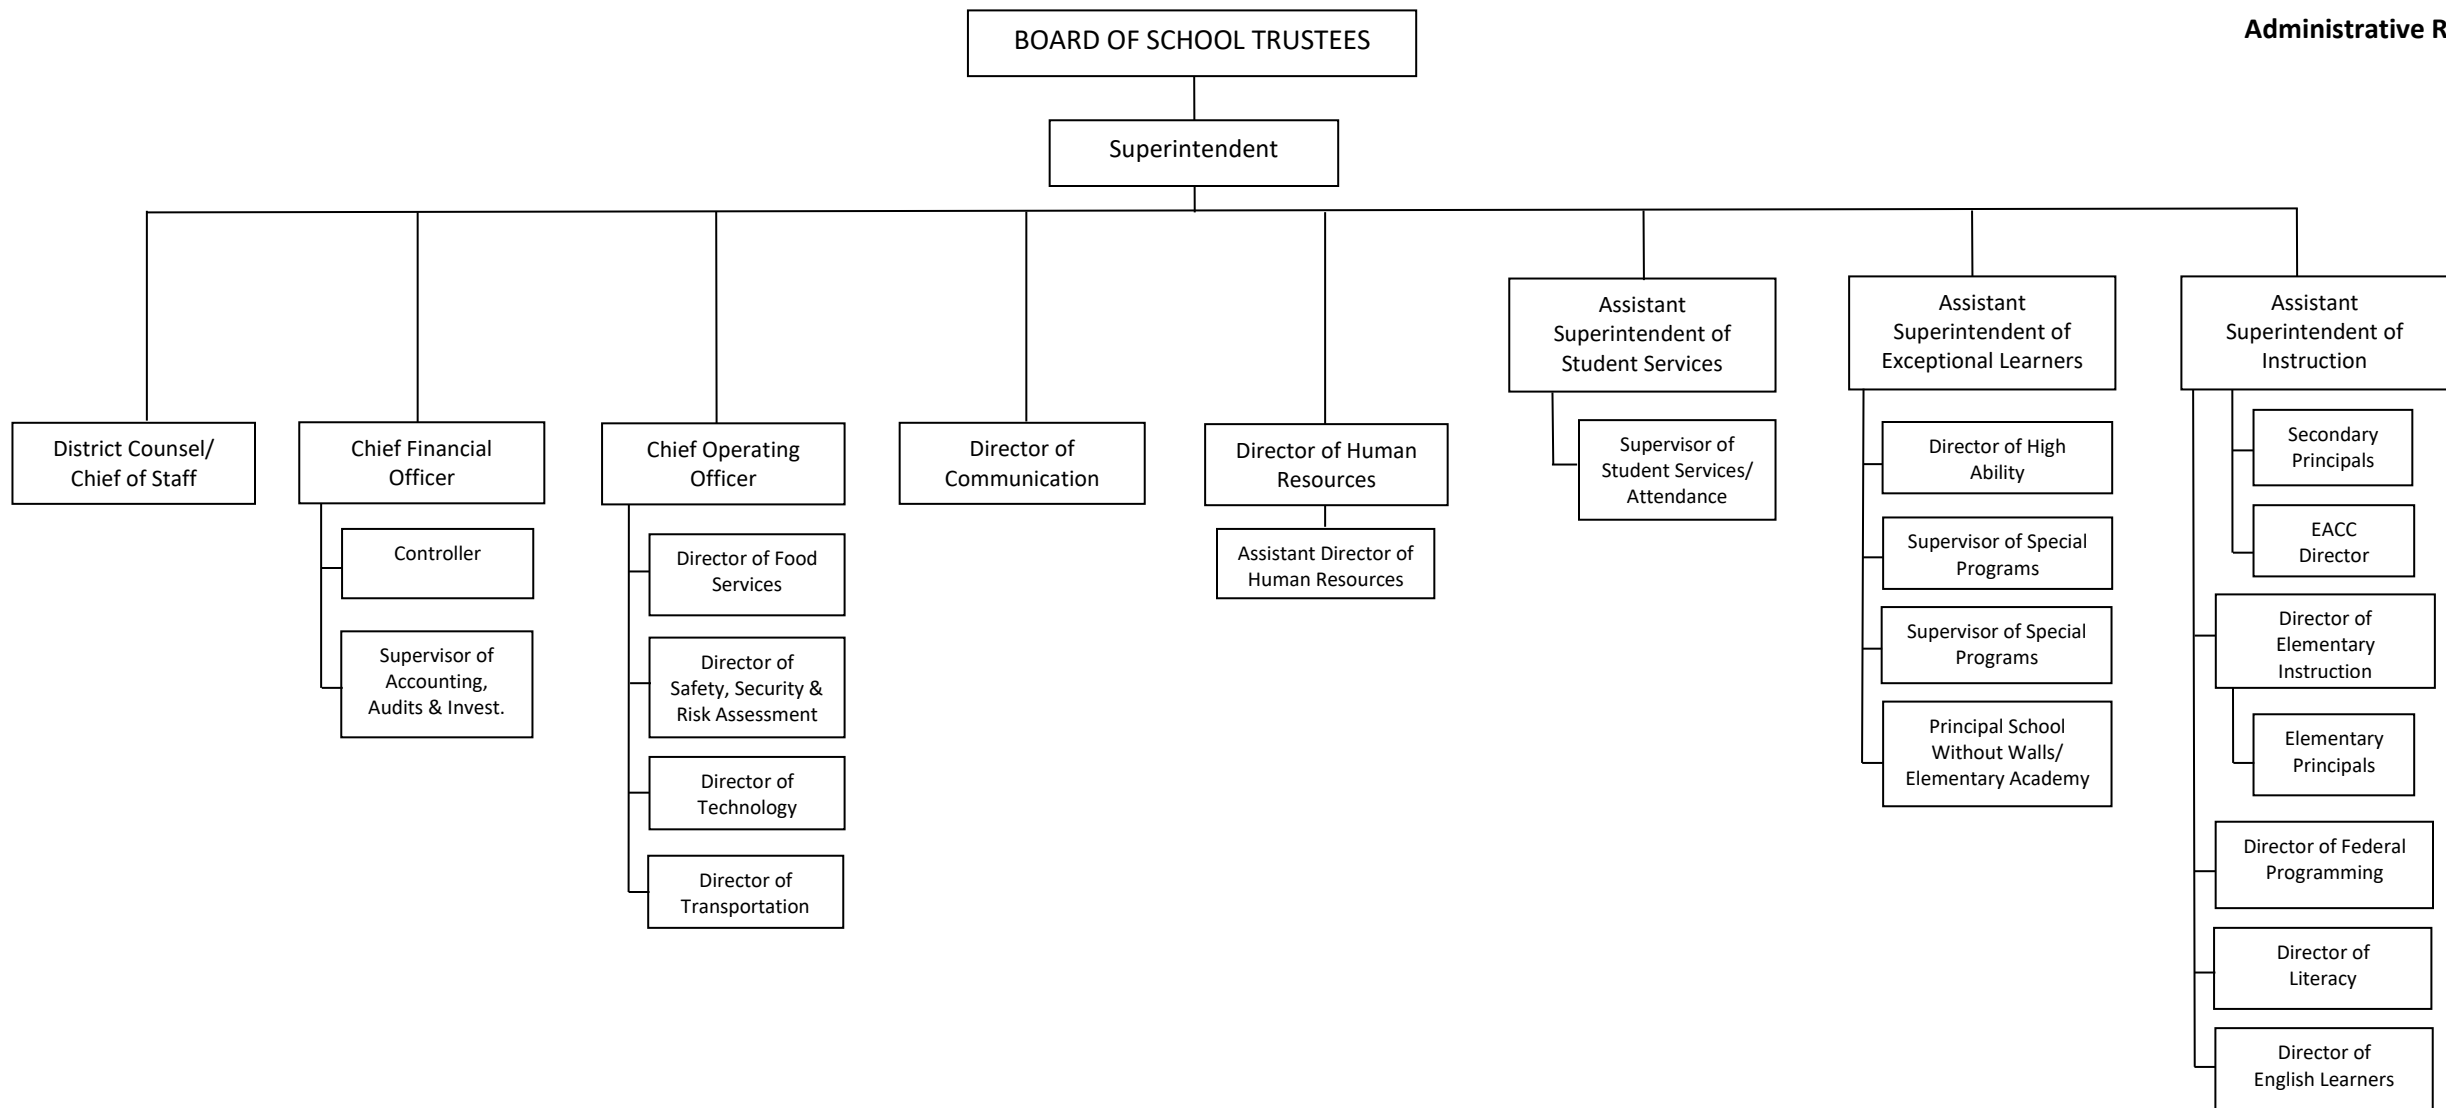 BOARD OF SCHOOL TRUSTEES
Administrative R
Superintendent
District Counsel/
Chief of Staff
Chief Financial
Officer
Controller
Supervisor of
Accounting,
Audits & Invest.
Chief Operating
Officer
Director of Food
Services
Director of
Safety, Security &
Risk Assessment
Director of
Technology
Director of
Transportation
Director of
Communication
Director of Human
Resources
Assistant Director of
Human Resources
Assistant
Superintendent of
Student Services
Supervisor of
Student Services/
Attendance
Assistant
Superintendent of
Exceptional Learners
Director of High
Ability
Supervisor of Special
Programs
Supervisor of Special
Programs
Principal School
Without Walls/
Elementary Academy
Assistant
Superintendent of
Instruction
Secondary
Principals
EACC
Director
Director of
Elementary
Instruction
Elementary
Principals
Director of Federal
Programming
Director of
Literacy
Director of
English Learners